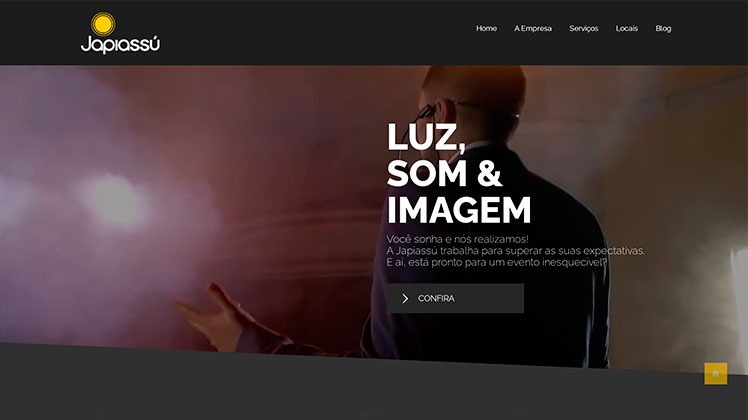 Japiassú
Home
A Empresa
Serviços
Locais
Blog
LUZ,
SOM &
IMAGEM
Você sonha e nós realizamos!
A Japiassú trabalha para superar as suas expectativas.
E aí, está pronto para um evento inesquecível?
CONFIRA